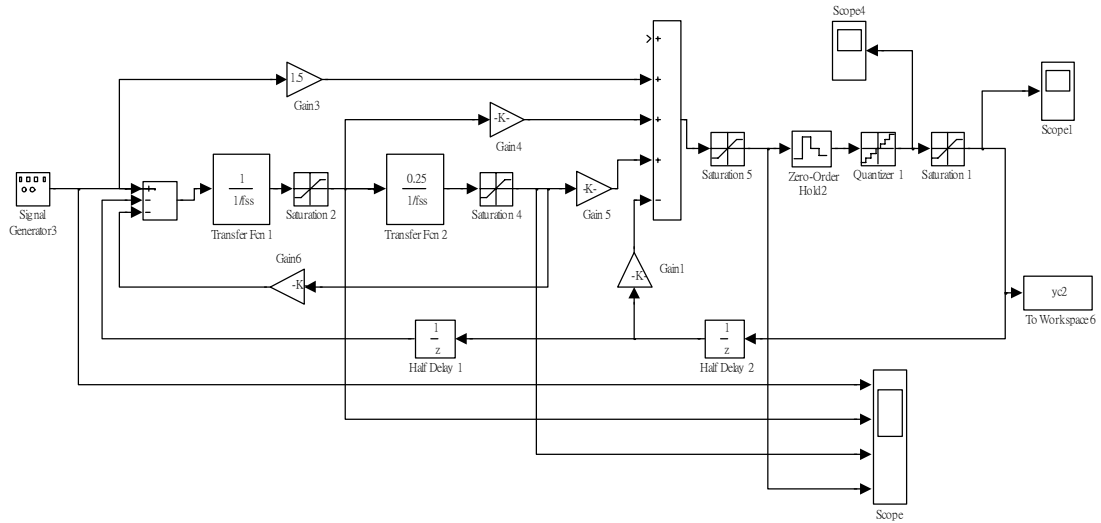 Scope4
Scope1
1.5
Gain3
-K-
Gain4
Saturation 5
Zero-Order
Hold2
Quantizer 1
Saturation 1
Signal
Generator3
+
-
-
1
1/fss
Transfer Fcn 1
Saturation 2
0.25
1/fss
Transfer Fcn 2
Saturation 4
-K-
Gain 5
+
+
+
+
-
Gain6
-K
-K-
Gain1
yc2
To Workspace6
1
z
Half Delay 1
1
z
Half Delay 2
Scope